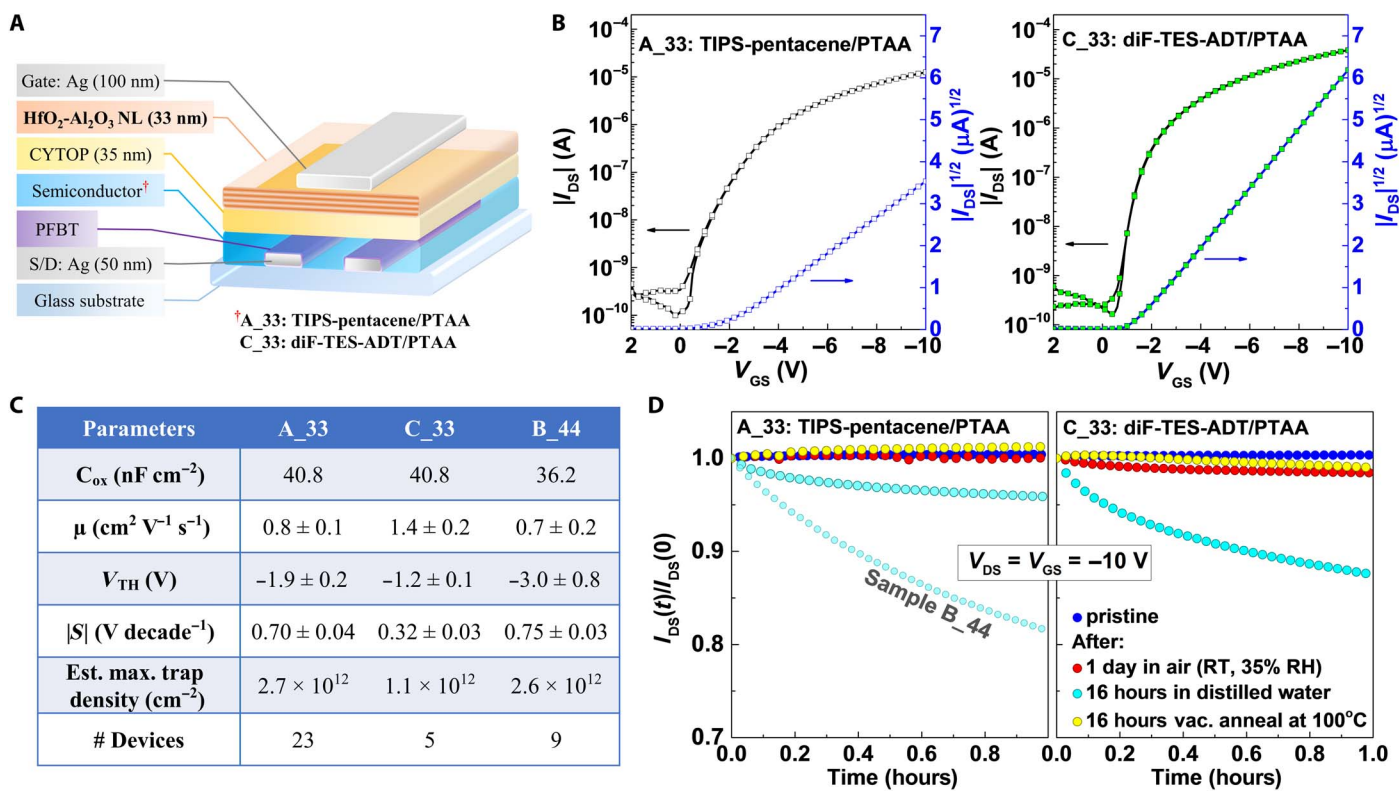 A
Gate: Ag (100 nm)
HfO₂-Al₂O₃ NL (33 nm)
CYTOP (35 nm)
Semiconductor†
PFBT
S/D: Ag (50 nm)
Glass substrate
†A_33: TIPS-pentacene/PTAA
C_33: diF-TES-ADT/PTAA
B
A_33: TIPS-pentacene/PTAA
|I_DS| (A)
10⁻⁴
10⁻⁵
10⁻⁶
10⁻⁷
10⁻⁸
10⁻⁹
10⁻¹⁰
2 0 −2 −4 −6 −8 −10
V_GS (V)
7
6
5
4
3
2
1
0
|I_DS|^1/2 (μA)^1/2
C_33: diF-TES-ADT/PTAA
|I_DS| (A)
10⁻⁴
10⁻⁵
10⁻⁶
10⁻⁷
10⁻⁸
10⁻⁹
10⁻¹⁰
2 0 −2 −4 −6 −8 −10
V_GS (V)
7
6
5
4
3
2
1
0
|I_DS|^1/2 (μA)^1/2
C
Parameters A_33 C_33 B_44
C_ox (nF cm⁻²) 40.8 40.8 36.2
μ (cm² V⁻¹ s⁻¹) 0.8 ± 0.1 1.4 ± 0.2 0.7 ± 0.2
V_TH (V) −1.9 ± 0.2 −1.2 ± 0.1 −3.0 ± 0.8
|S| (V decade⁻¹) 0.70 ± 0.04 0.32 ± 0.03 0.75 ± 0.03
Est. max. trap
density (cm⁻²) 2.7 × 10¹² 1.1 × 10¹² 2.6 × 10¹²
# Devices 23 5 9
D
A_33: TIPS-pentacene/PTAA
C_33: diF-TES-ADT/PTAA
I_DS(t)/I_DS(0)
1.0
0.9
0.8
0.7
Sample B_44
V_DS = V_GS = −10 V
pristine
After:
1 day in air (RT, 35% RH)
16 hours in distilled water
16 hours vac. anneal at 100°C
0.0 0.2 0.4 0.6 0.8 0.0 0.2 0.4 0.6 0.8 1.0
Time (hours)
Time (hours)